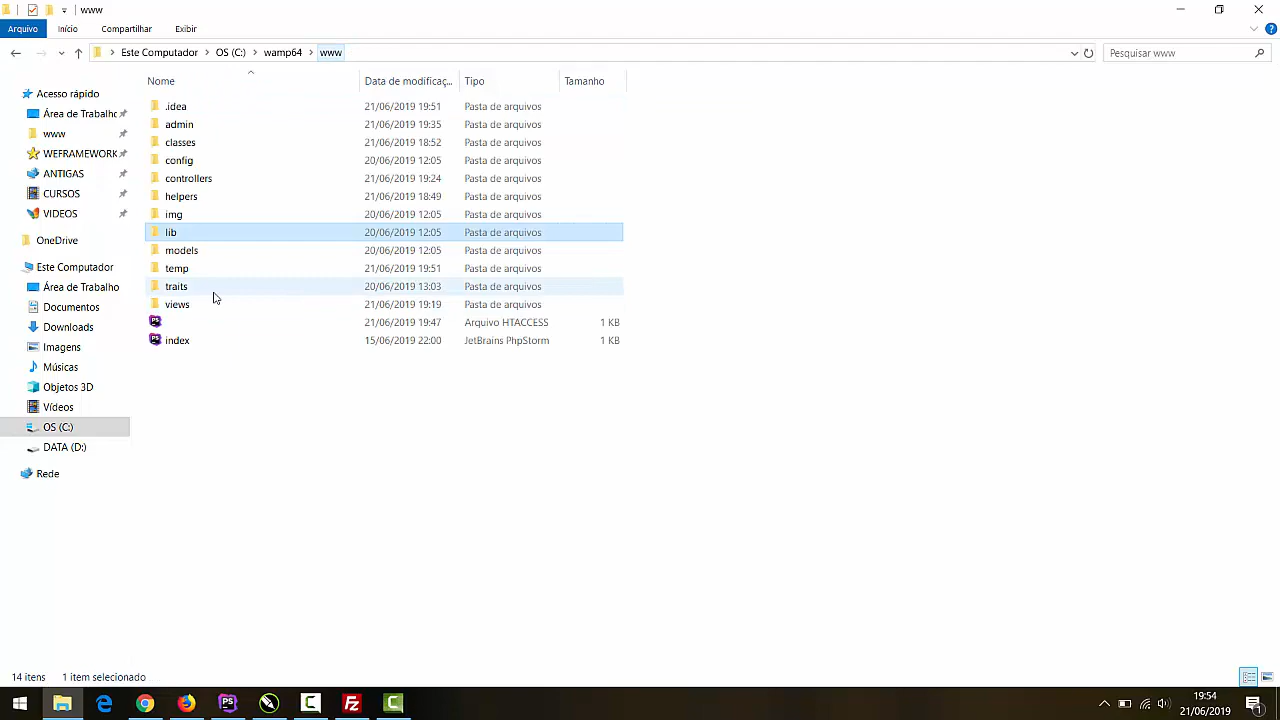 www
Arquivo Início Compartilhar Exibir
Este Computador OS (C:) wamp64 www
Pesquisar www
Nome Data de modificaç... Tipo Tamanho
.idea 21/06/2019 19:51 Pasta de arquivos
admin 21/06/2019 19:35 Pasta de arquivos
classes 21/06/2019 18:52 Pasta de arquivos
config 20/06/2019 12:05 Pasta de arquivos
controllers 21/06/2019 19:24 Pasta de arquivos
helpers 21/06/2019 18:49 Pasta de arquivos
img 20/06/2019 12:05 Pasta de arquivos
lib 20/06/2019 12:05 Pasta de arquivos
models 20/06/2019 12:05 Pasta de arquivos
temp 21/06/2019 19:51 Pasta de arquivos
traits 20/06/2019 13:03 Pasta de arquivos
views 21/06/2019 19:19 Pasta de arquivos
PS 21/06/2019 19:47 Arquivo HTACCESS 1 KB
PS index 15/06/2019 22:00 JetBrains PhpStorm 1 KB
Acesso rápido
Área de Trabalhc
www
WEFRAMEWORK
ANTIGAS
CURSOS
VIDEOS
OneDrive
Este Computador
Área de Trabalho
Documentos
Downloads
Imagens
Músicas
Objetos 3D
Vídeos
OS (C:)
DATA (D:)
Rede
14 itens 1 item selecionado
PS C Fz C
19:54
21/06/2019
1